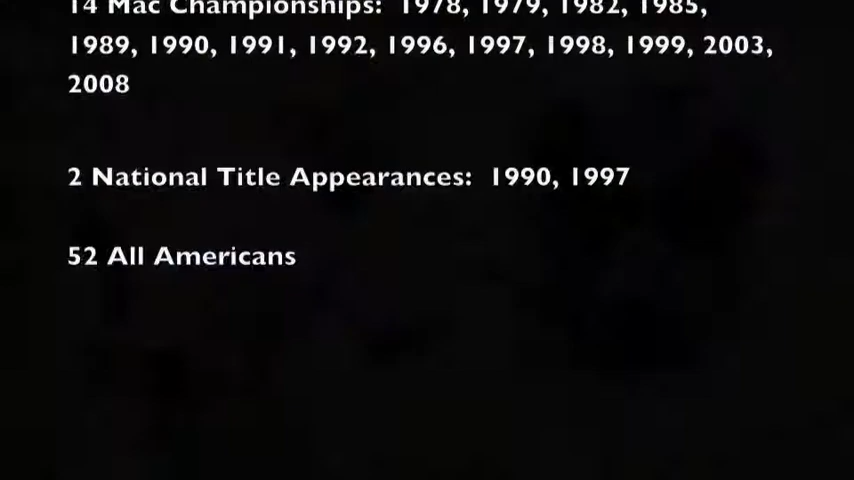 14 Mac Championships: 1978, 1979, 1982, 1985,
1989, 1990, 1991, 1992, 1996, 1997, 1998, 1999, 2003,
2008
2 National Title Appearances: 1990, 1997
52 All Americans